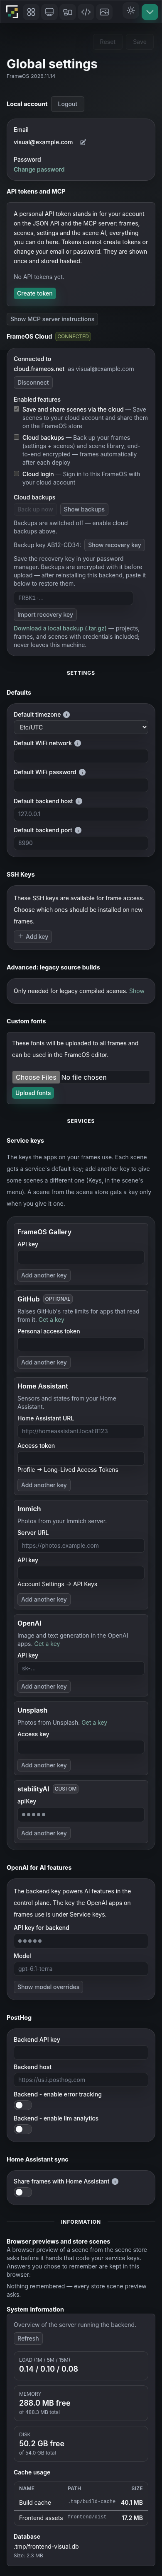 Reset
Save
Global settings
FrameOS 2026.11.14
Local account
Logout
Email
visual@example.com
Password
Change password
API tokens and MCP
A personal API token stands in for your account
on the JSON API and the MCP server: frames,
scenes, settings and the scene AI, everything
you can do here. Tokens cannot create tokens or
change your email or password. They are shown
once and stored hashed.
No API tokens yet.
Create token
Show MCP server instructions
FrameOS Cloud CONNECTED
Connected to
cloud.frameos.net as visual@example.com
Disconnect
Enabled features
Save and share scenes via the cloud — Save
scenes to your cloud account and share them
on the FrameOS store
Cloud backups — Back up your frames
(settings + scenes) and scene library, end-
to-end encrypted — frames automatically
after each deploy
Cloud login — Sign in to this FrameOS with
your cloud account
Cloud backups
Back up now
Show backups
Backups are switched off — enable cloud
backups above.
Backup key AB12-CD34:
Show recovery key
Save the recovery key in your password
manager. Backups are encrypted with it before
upload — after reinstalling this backend, paste it
below to restore them.
FRBK1-…
Import recovery key
Download a local backup (.tar.gz) — projects,
frames, and scenes with credentials included;
never leaves this machine.
SETTINGS
Defaults
Default timezone
Etc/UTC
Default WiFi network
Default WiFi password
Default backend host
127.0.0.1
Default backend port
8990
SSH Keys
These SSH keys are available for frame access.
Choose which ones should be installed on new
frames.
+ Add key
Advanced: legacy source builds
Only needed for legacy compiled scenes. Show
Custom fonts
These fonts will be uploaded to all frames and
can be used in the FrameOS editor.
Choose Files No file chosen
Upload fonts
SERVICES
Service keys
The keys the apps on your frames use. Each scene
gets a service's key; add another key to give
some scenes a different one (Keys, in the scene's
menu). A scene from the scene store gets a key only
when you give it one.
FrameOS Gallery
API key
Add another key
GitHub OPTIONAL
Raises GitHub's rate limits for apps that read
from it. Get a key
Personal access token
Add another key
Home Assistant
Sensors and states from your Home
Assistant.
Home Assistant URL
http://homeassistant.local:8123
Access token
Profile → Long-Lived Access Tokens
Add another key
Immich
Photos from your Immich server.
Server URL
https://photos.example.com
API key
Account Settings → API Keys
Add another key
OpenAI
Image and text generation in the OpenAI
apps. Get a key
API key
sk-...
Add another key
Unsplash
Photos from Unsplash. Get a key
Access key
Add another key
stabilityAI CUSTOM
apiKey
●●●●●
Add another key
OpenAI for AI features
The backend key powers AI features in the
control plane. The key the OpenAI apps on
frames use is under Service keys.
API key for backend
●●●●●
Model
gpt-6.1-terra
Show model overrides
PostHog
Backend API key
Backend host
https://us.i.posthog.com
Backend - enable error tracking
Backend - enable llm analytics
Home Assistant sync
Share frames with Home Assistant
INFORMATION
Browser previews and store scenes
A browser preview of a scene from the scene store
asks before it hands that code your service keys.
Answers you chose to remember are kept in this
browser:
Nothing remembered — every store scene preview
asks.
System information
Overview of the server running the backend.
Refresh
LOAD (1M / 5M / 15M)
0.14 / 0.10 / 0.08
MEMORY
288.0 MB free
of 488.3 MB total
DISK
50.2 GB free
of 54.0 GB total
Cache usage
NAME PATH SIZE
Build cache .tmp/build-cache 40.1 MB
Frontend assets frontend/dist 17.2 MB
Database
.tmp/frontend-visual.db
Size: 2.3 MB